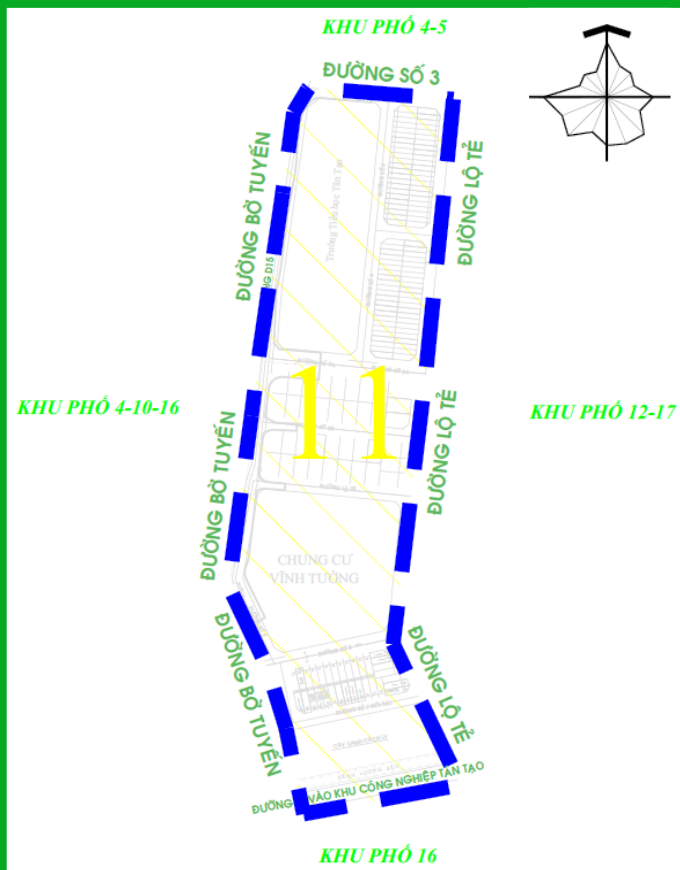 KHU PHỐ 4-5
ĐƯỜNG SỐ 3
ĐƯỜNG BỜ TUYẾN
ĐƯỜNG LỘ TẺ
Trường Tiểu học Tân Tạo
D15
11
KHU PHỐ 4-10-16
KHU PHỐ 12-17
ĐƯỜNG LỘ TẺ
ĐƯỜNG BỜ TUYẾN
CHUNG CƯ
VĨNH TƯỜNG
ĐƯỜNG BỜ TUYẾN
ĐƯỜNG LỘ TẺ
ĐƯỜNG VÀO KHU CÔNG NGHIỆP TÂN TẠO
KHU PHỐ 16